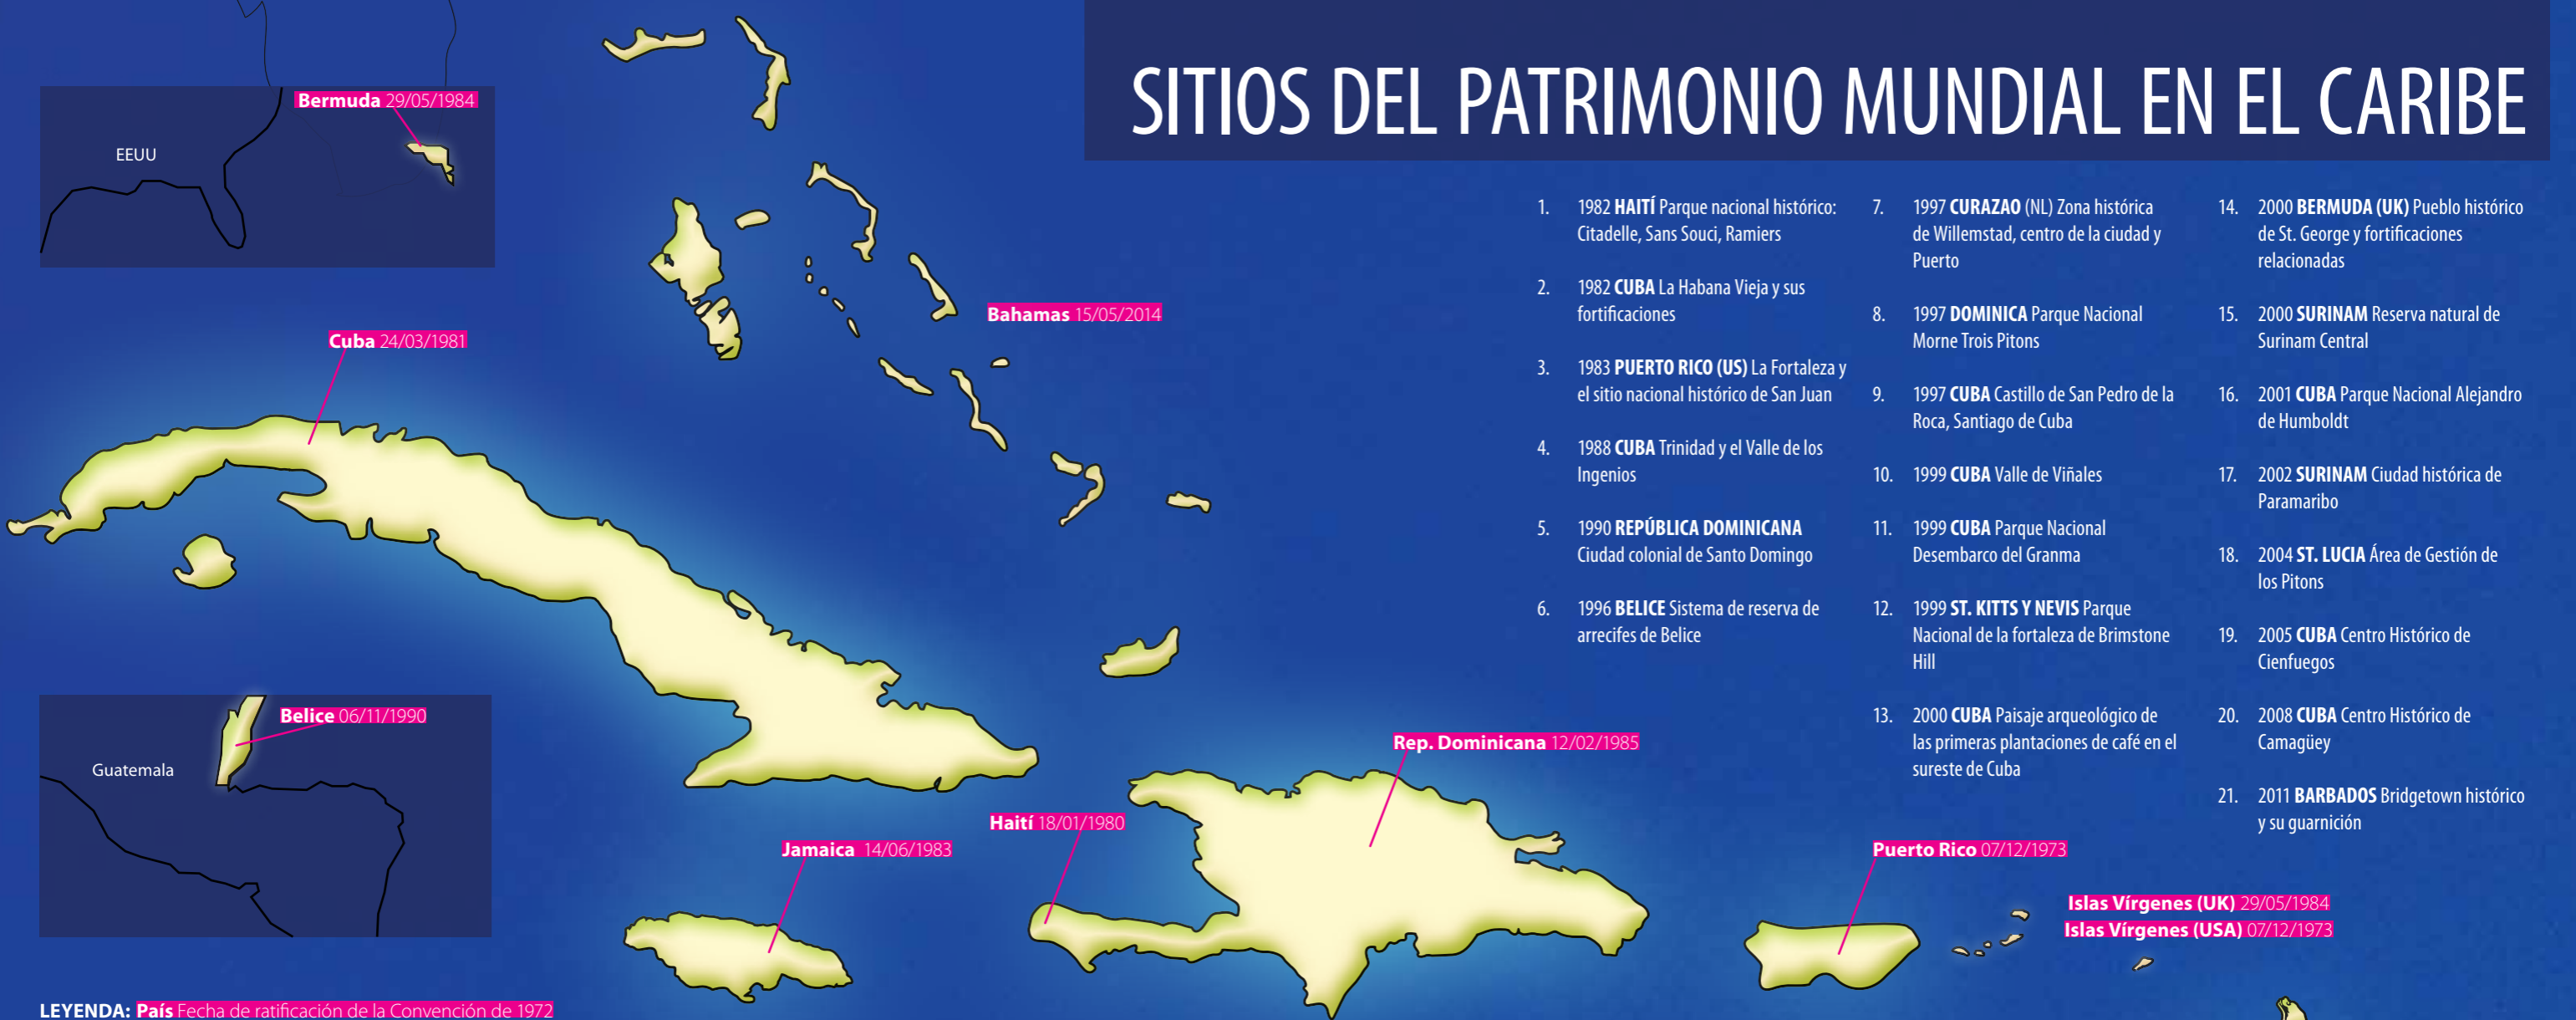 SITIOS DEL PATRIMONIO MUNDIAL EN EL CARIBE
Bermuda 29/05/1984
EEUU
Bahamas 15/05/2014
Cuba 24/03/1981
Belice 06/11/1990
Guatemala
Rep. Dominicana 12/02/1985
Haití 18/01/1980
Jamaica 14/06/1983
Puerto Rico 07/12/1973
Islas Vírgenes (UK) 29/05/1984
Islas Vírgenes (USA) 07/12/1973
LEYENDA: País Fecha de ratificación de la Convención de 1972
1. 1982 HAITÍ Parque nacional histórico:
Citadelle, Sans Souci, Ramiers
2. 1982 CUBA La Habana Vieja y sus
fortificaciones
3. 1983 PUERTO RICO (US) La Fortaleza y
el sitio nacional histórico de San Juan
4. 1988 CUBA Trinidad y el Valle de los
Ingenios
5. 1990 REPÚBLICA DOMINICANA
Ciudad colonial de Santo Domingo
6. 1996 BELICE Sistema de reserva de
arrecifes de Belice
7. 1997 CURAZAO (NL) Zona histórica
de Willemstad, centro de la ciudad y
Puerto
8. 1997 DOMINICA Parque Nacional
Morne Trois Pitons
9. 1997 CUBA Castillo de San Pedro de la
Roca, Santiago de Cuba
10. 1999 CUBA Valle de Viñales
11. 1999 CUBA Parque Nacional
Desembarco del Granma
12. 1999 ST. KITTS Y NEVIS Parque
Nacional de la fortaleza de Brimstone
Hill
13. 2000 CUBA Paisaje arqueológico de
las primeras plantaciones de café en el
sureste de Cuba
14. 2000 BERMUDA (UK) Pueblo histórico
de St. George y fortificaciones
relacionadas
15. 2000 SURINAM Reserva natural de
Surinam Central
16. 2001 CUBA Parque Nacional Alejandro
de Humboldt
17. 2002 SURINAM Ciudad histórica de
Paramaribo
18. 2004 ST. LUCIA Área de Gestión de
los Pitons
19. 2005 CUBA Centro Histórico de
Cienfuegos
20. 2008 CUBA Centro Histórico de
Camagüey
21. 2011 BARBADOS Bridgetown histórico
y su guarnición